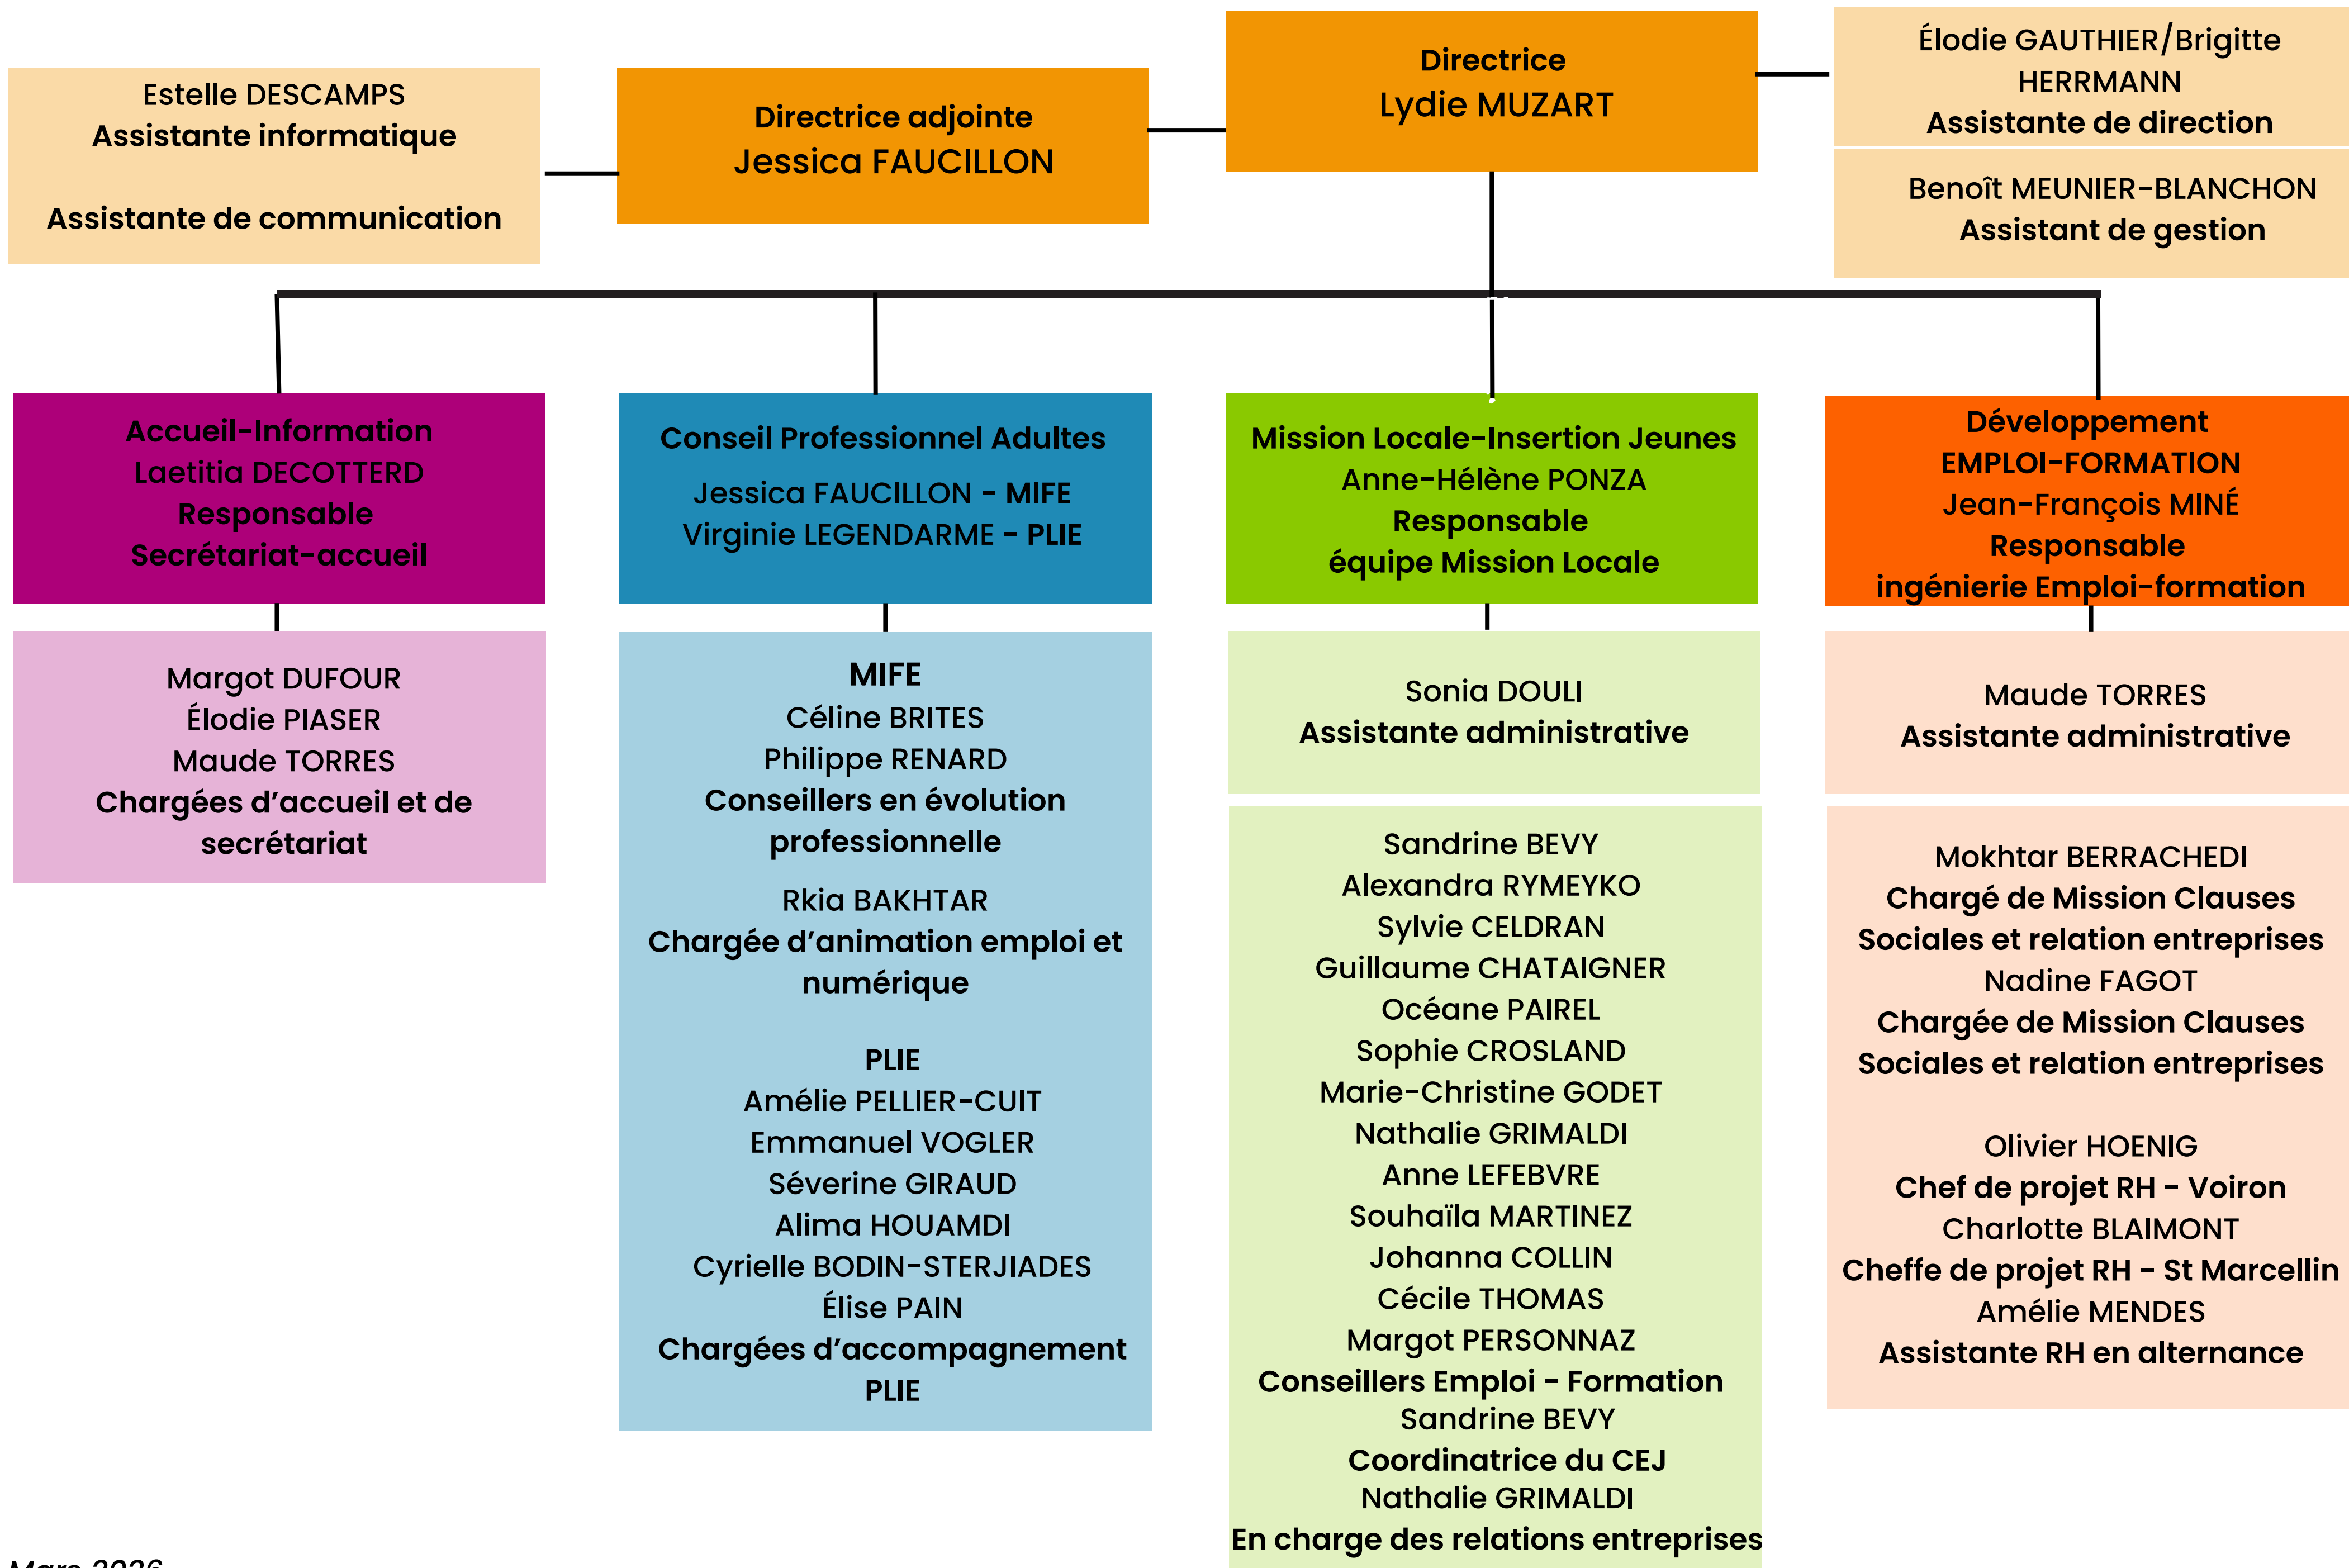 Estelle DESCAMPS
Assistante informatique
Assistante de communication
Directrice adjointe
Jessica FAUCILLON
Directrice
Lydie MUZART
Élodie GAUTHIER/Brigitte
HERRMANN
Assistante de direction
Benoît MEUNIER-BLANCHON
Assistant de gestion
Accueil-Information
Laetitia DECOTTERD
Responsable
Secrétariat-accueil
Margot DUFOUR
Élodie PIASER
Maude TORRES
Chargées d’accueil et de
secrétariat
Conseil Professionnel Adultes
Jessica FAUCILLON - MIFE
Virginie LEGENDARME - PLIE
MIFE
Céline BRITES
Philippe RENARD
Conseillers en évolution
professionnelle
Rkia BAKHTAR
Chargée d’animation emploi et
numérique
PLIE
Amélie PELLIER-CUIT
Emmanuel VOGLER
Séverine GIRAUD
Alima HOUAMDI
Cyrielle BODIN-STERJIADES
Élise PAIN
Chargées d’accompagnement
PLIE
Mission Locale-Insertion Jeunes
Anne-Hélène PONZA
Responsable
équipe Mission Locale
Sonia DOULI
Assistante administrative
Sandrine BEVY
Alexandra RYMEYKO
Sylvie CELDRAN
Guillaume CHATAIGNER
Océane PAIREL
Sophie CROSLAND
Marie-Christine GODET
Nathalie GRIMALDI
Anne LEFEBVRE
Souhaïla MARTINEZ
Johanna COLLIN
Cécile THOMAS
Margot PERSONNAZ
Conseillers Emploi - Formation
Sandrine BEVY
Coordinatrice du CEJ
Nathalie GRIMALDI
En charge des relations entreprises
Développement
EMPLOI-FORMATION
Jean-François MINÉ
Responsable
ingénierie Emploi-formation
Maude TORRES
Assistante administrative
Mokhtar BERRACHEDI
Chargé de Mission Clauses
Sociales et relation entreprises
Nadine FAGOT
Chargée de Mission Clauses
Sociales et relation entreprises
Olivier HOENIG
Chef de projet RH - Voiron
Charlotte BLAIMONT
Cheffe de projet RH - St Marcellin
Amélie MENDES
Assistante RH en alternance
Mars 2026